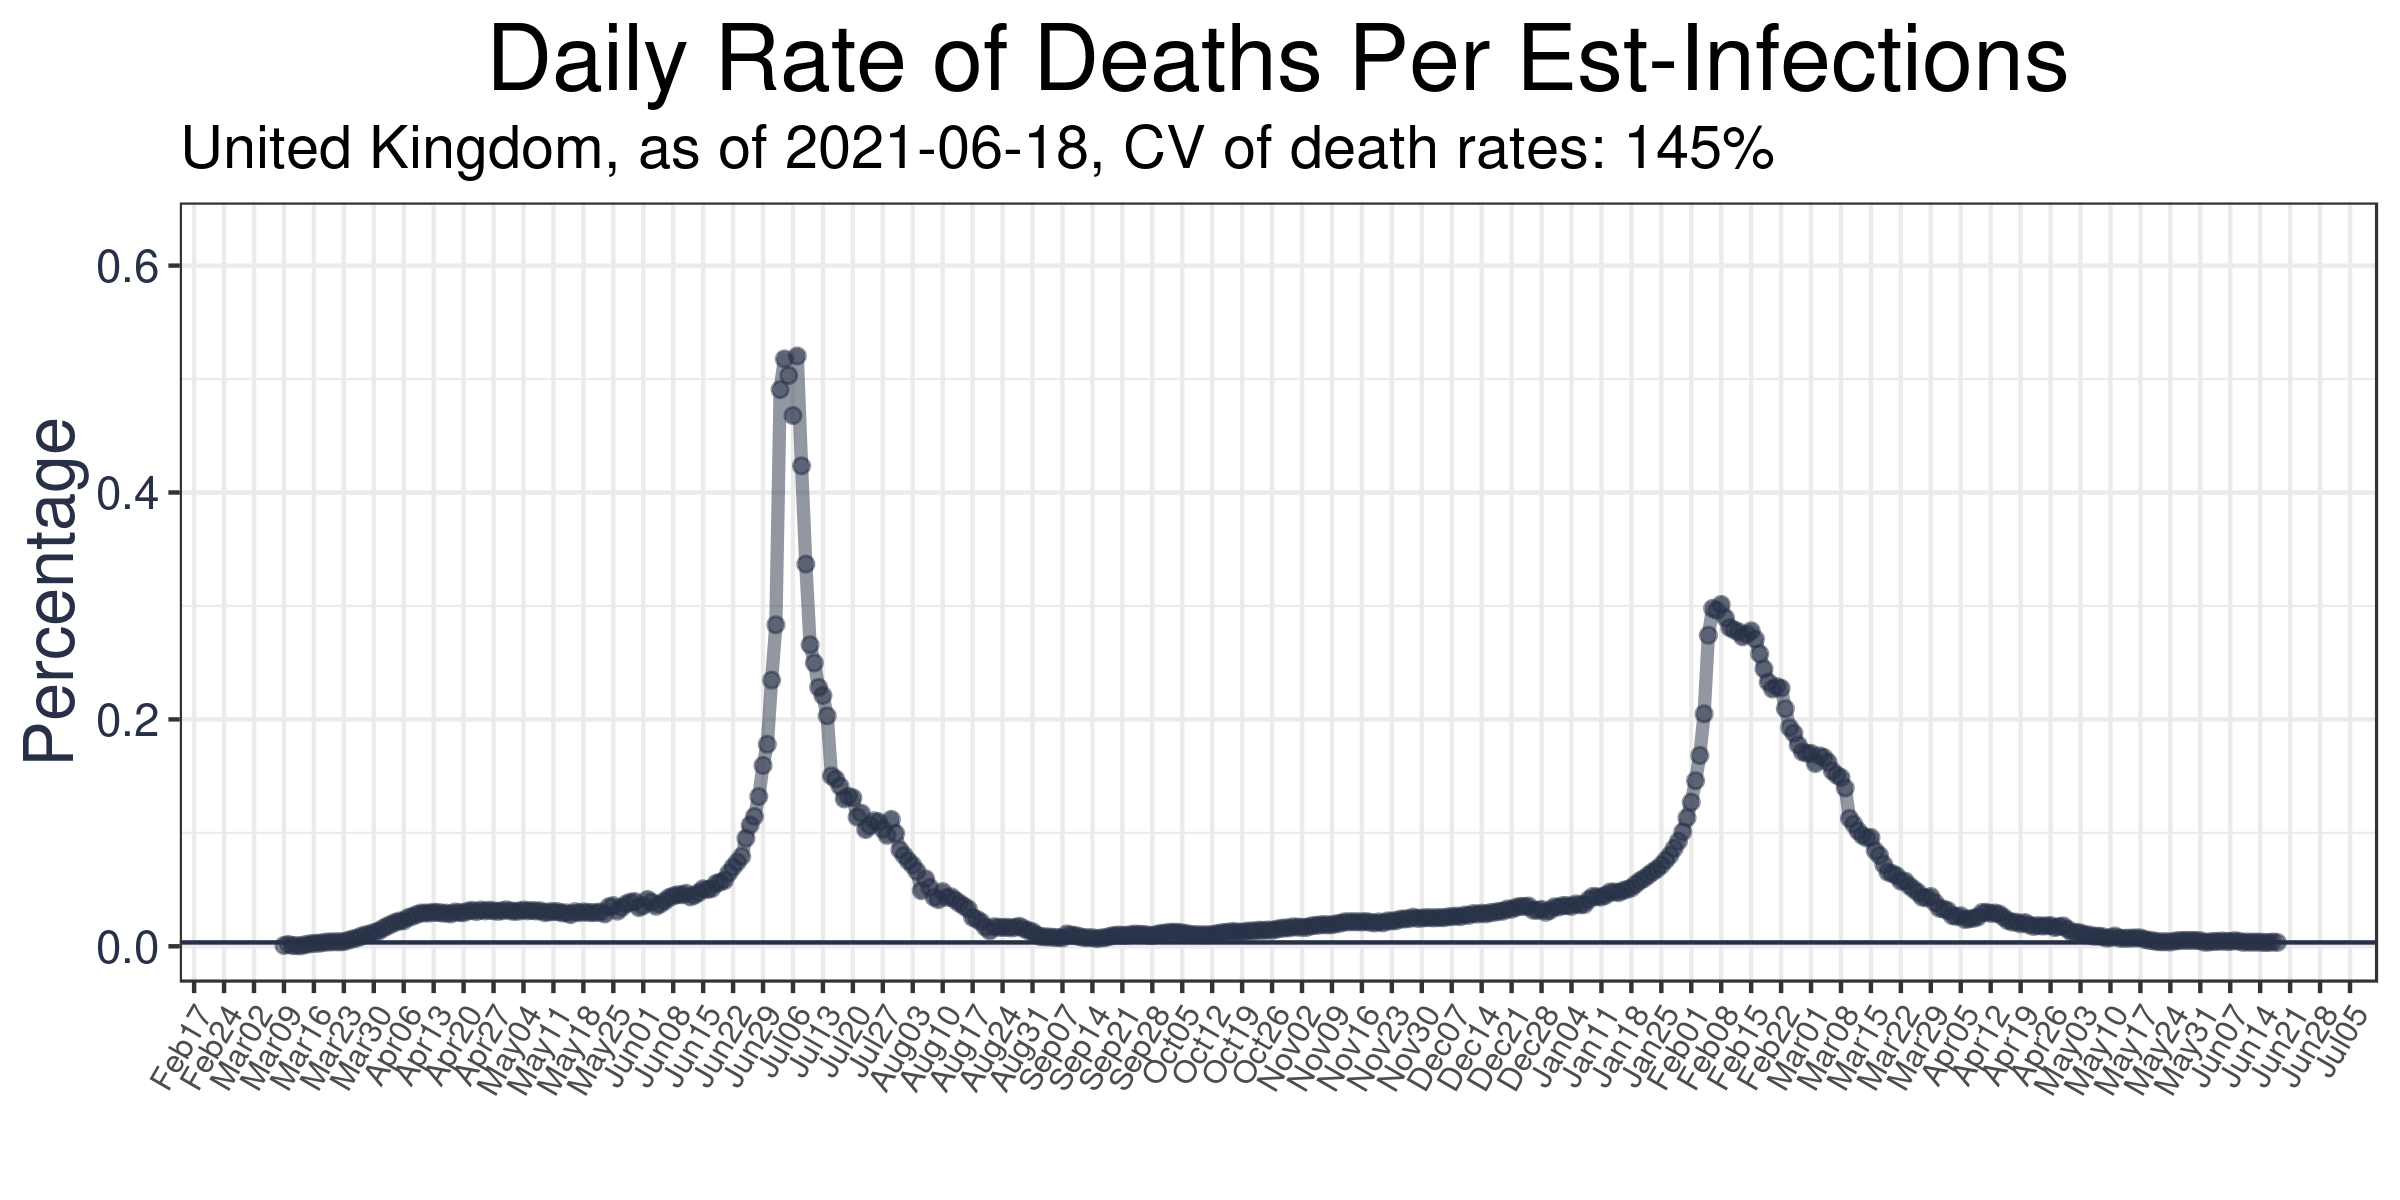 Daily Rate of Deaths Per Est-Infections
United Kingdom, as of 2021-06-18, CV of death rates: 145%
Percentage
0.6
0.4
0.2
0.0
Feb17 Feb24 Mar02 Mar09 Mar16 Mar23 Mar30 Apr06 Apr13 Apr20 Apr27 May04 May11 May18 May25 Jun01 Jun08 Jun15 Jun22 Jun29 Jul06 Jul13 Jul20 Jul27 Aug03 Aug10 Aug17 Aug24 Aug31 Sep07 Sep14 Sep21 Sep28 Oct05 Oct12 Oct19 Oct26 Nov02 Nov09 Nov16 Nov23 Nov30 Dec07 Dec14 Dec21 Dec28 Jan04 Jan11 Jan18 Jan25 Feb01 Feb08 Feb15 Feb22 Mar01 Mar08 Mar15 Mar22 Mar29 Apr05 Apr12 Apr19 Apr26 May03 May10 May17 May24 May31 Jun07 Jun14 Jun21 Jun28 Jul05